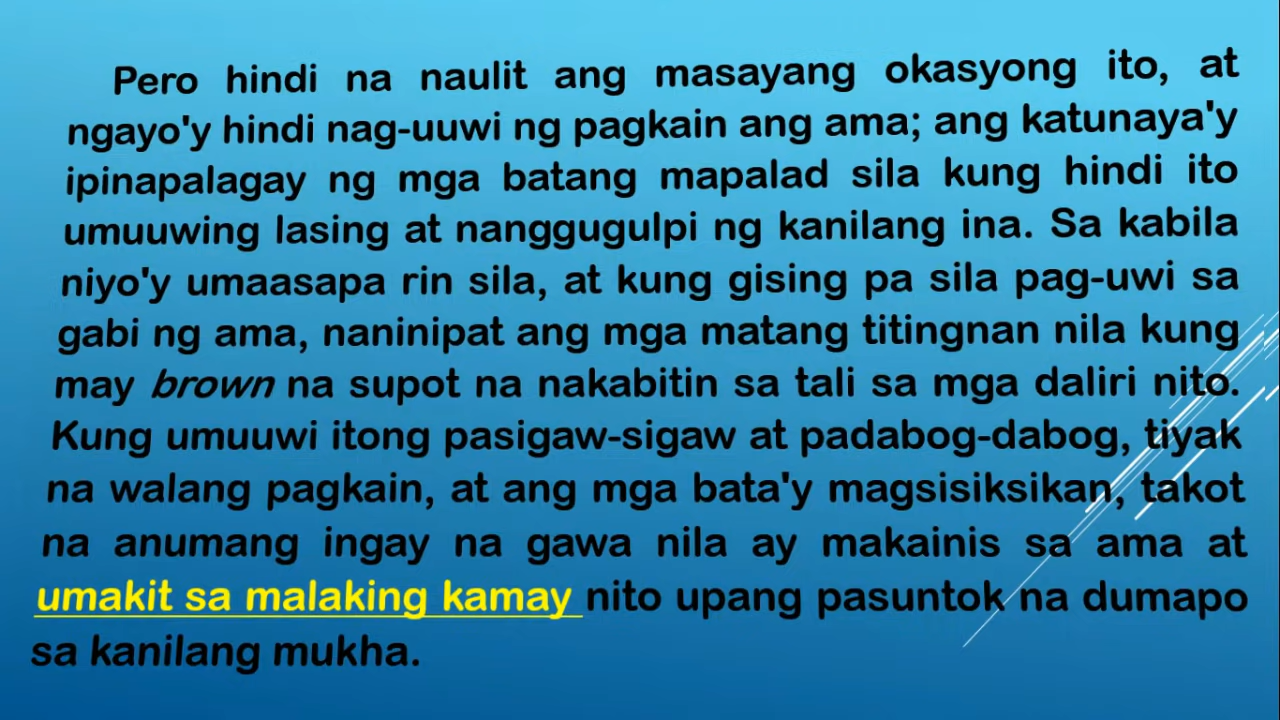 Pero hindi na naulit ang masayang okasyong ito, at
ngayo'y hindi nag-uuwi ng pagkain ang ama; ang katunaya'y
ipinapalagay ng mga batang mapalad sila kung hindi ito
umuuwing lasing at nanggugulpi ng kanilang ina. Sa kabila
niyo'y umaasapa rin sila, at kung gising pa sila pag-uwi sa
gabi ng ama, naninipat ang mga matang titingnan nila kung
may brown na supot na nakabitin sa tali sa mga daliri nito.
Kung umuuwi itong pasigaw-sigaw at padabog-dabog, tiyak
na walang pagkain, at ang mga bata'y magsisiksikan, takot
na anumang ingay na gawa nila ay makainis sa ama at
umakit sa malaking kamay nito upang pasuntok na dumapo
sa kanilang mukha.